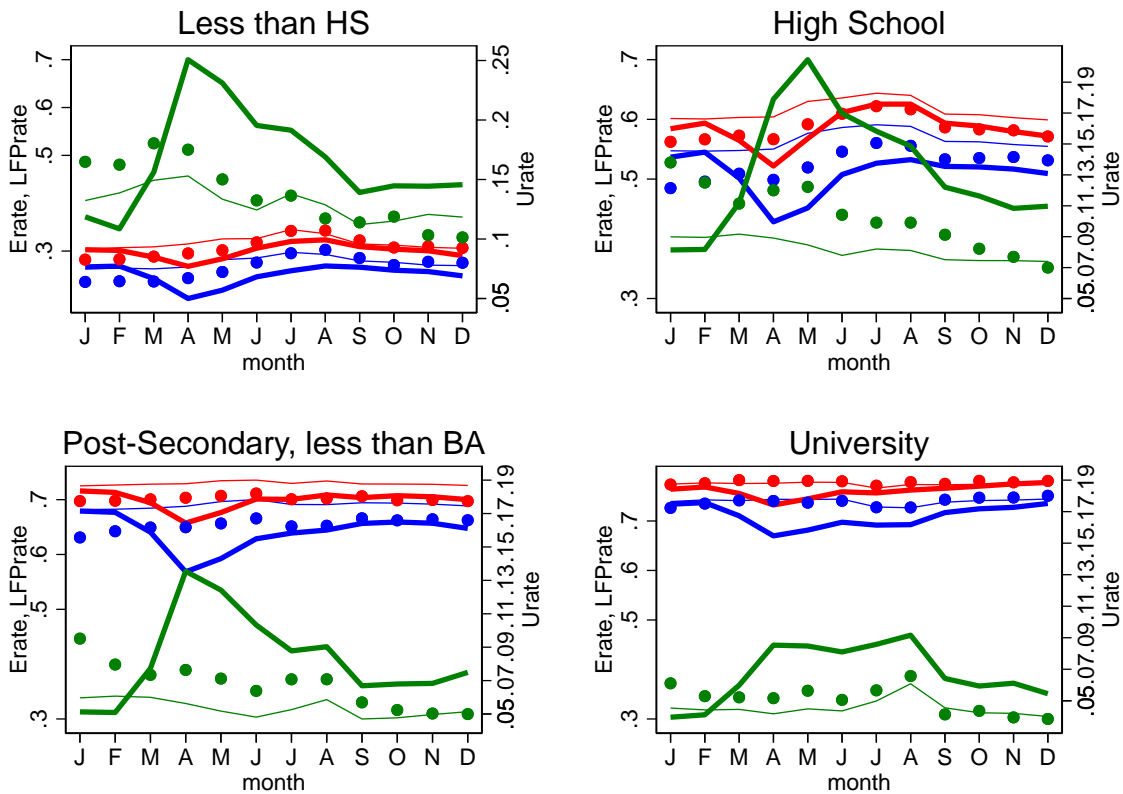 Less than HS
Erate, LFPrate
.7
.6
.5
.3
.25
.2
.15
.1
.05
Urate
J F M A M J J A S O N D
month
High School
Erate, LFPrate
.7
.6
.5
.3
.05.07.09.11.13.15.17.19
Urate
J F M A M J J A S O N D
month
Post-Secondary, less than BA
Erate, LFPrate
.7
.5
.3
.05.07.09.11.13.15.17.19
Urate
J F M A M J J A S O N D
month
University
Erate, LFPrate
.7
.6
.5
.3
.05.07.09.11.13.15.17.19
Urate
J F M A M J J A S O N D
month